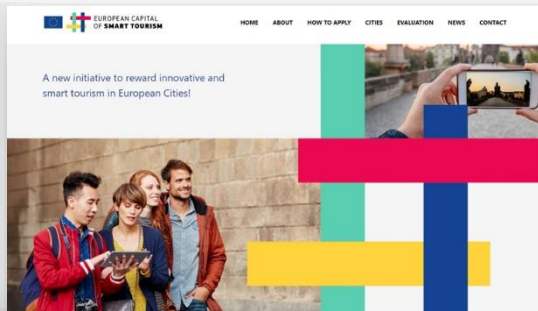 EUROPEAN CAPITAL
OF SMART TOURISM
HOME ABOUT HOW TO APPLY CITIES EVALUATION NEWS CONTACT
A new initiative to reward innovative and
smart tourism in European Cities!